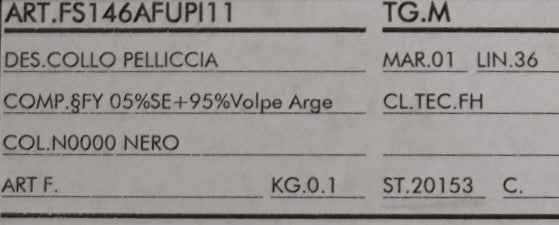 ART.FS146AFUPI11 TG.M
DES.COLLO PELLICCIA MAR.01 LIN.36
COMP.§FY 05%SE+95%Volpe Arge CL.TEC.FH
COL.N0000 NERO
ART F. KG.0.1 ST.20153 C.